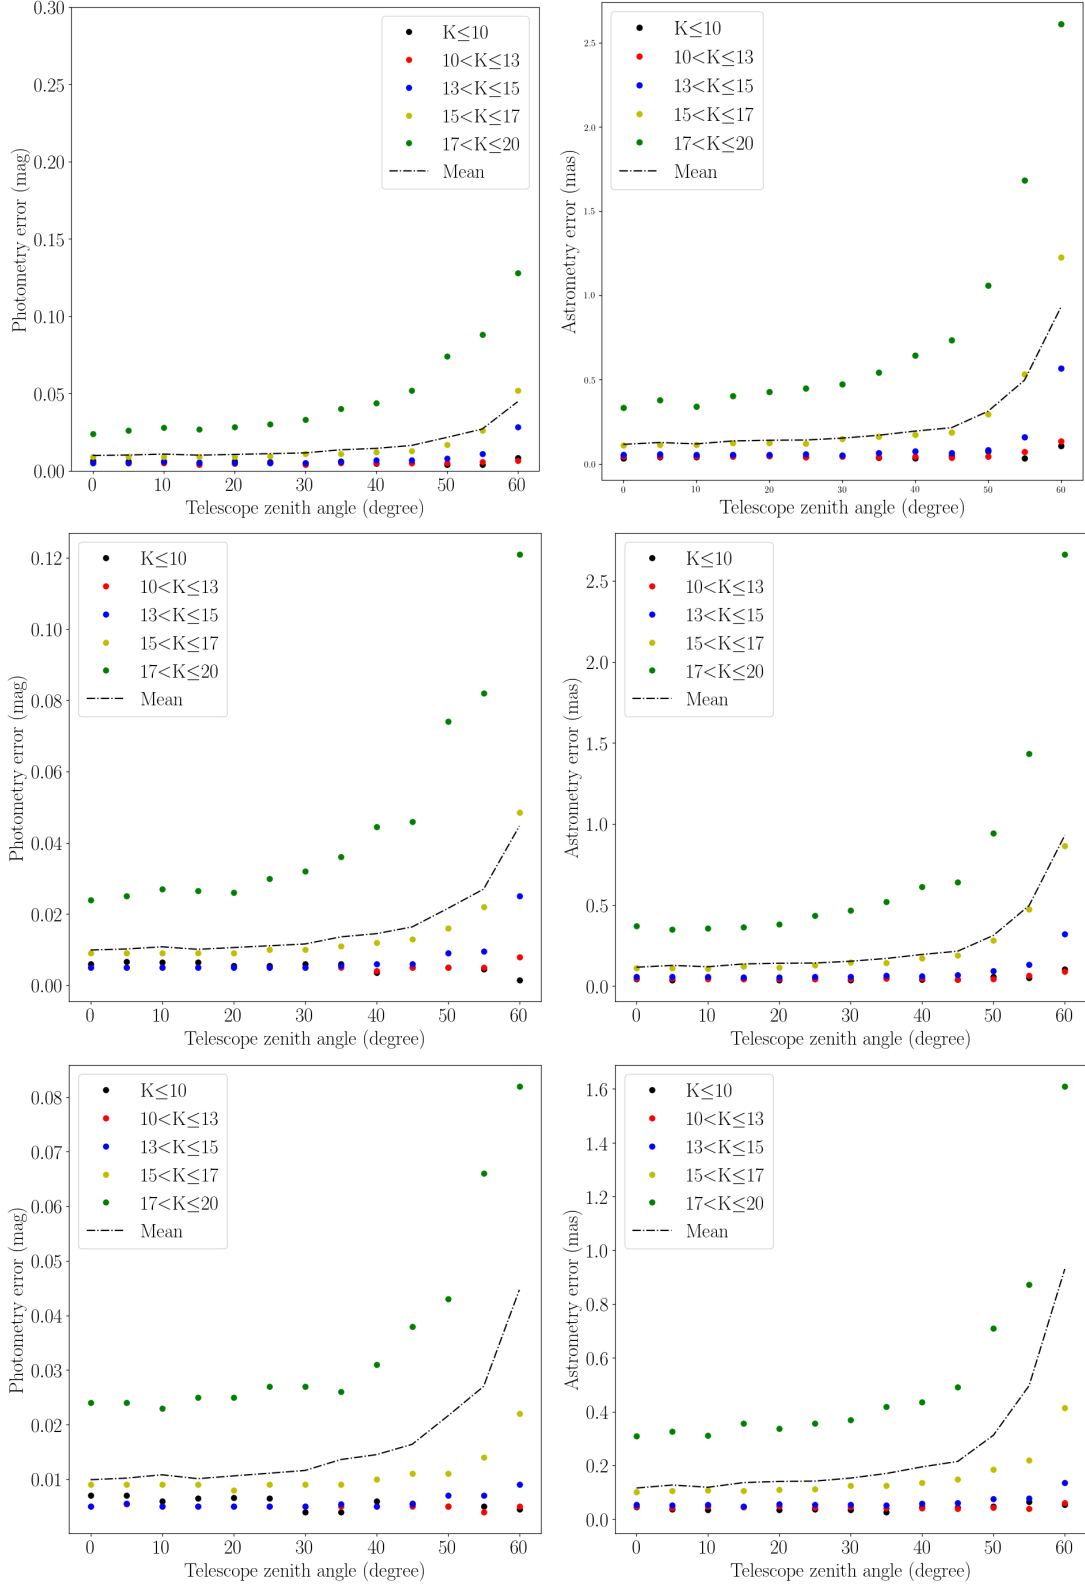 0.30
0.25
0.20
0.15
0.10
0.05
0.00
Photometry error (mag)
K≤10
10<K≤13
13<K≤15
15<K≤17
17<K≤20
Mean
0 10 20 30 40 50 60
Telescope zenith angle (degree)
2.5
2.0
1.5
1.0
0.5
0.0
Astrometry error (mas)
K≤10
10<K≤13
13<K≤15
15<K≤17
17<K≤20
Mean
0 10 20 30 40 50 60
Telescope zenith angle (degree)
0.12
0.10
0.08
0.06
0.04
0.02
0.00
Photometry error (mag)
K≤10
10<K≤13
13<K≤15
15<K≤17
17<K≤20
Mean
0 10 20 30 40 50 60
Telescope zenith angle (degree)
2.5
2.0
1.5
1.0
0.5
0.0
Astrometry error (mas)
K≤10
10<K≤13
13<K≤15
15<K≤17
17<K≤20
Mean
0 10 20 30 40 50 60
Telescope zenith angle (degree)
0.08
0.07
0.06
0.05
0.04
0.03
0.02
0.01
Photometry error (mag)
K≤10
10<K≤13
13<K≤15
15<K≤17
17<K≤20
Mean
0 10 20 30 40 50 60
Telescope zenith angle (degree)
1.6
1.4
1.2
1.0
0.8
0.6
0.4
0.2
0.0
Astrometry error (mas)
K≤10
10<K≤13
13<K≤15
15<K≤17
17<K≤20
Mean
0 10 20 30 40 50 60
Telescope zenith angle (degree)